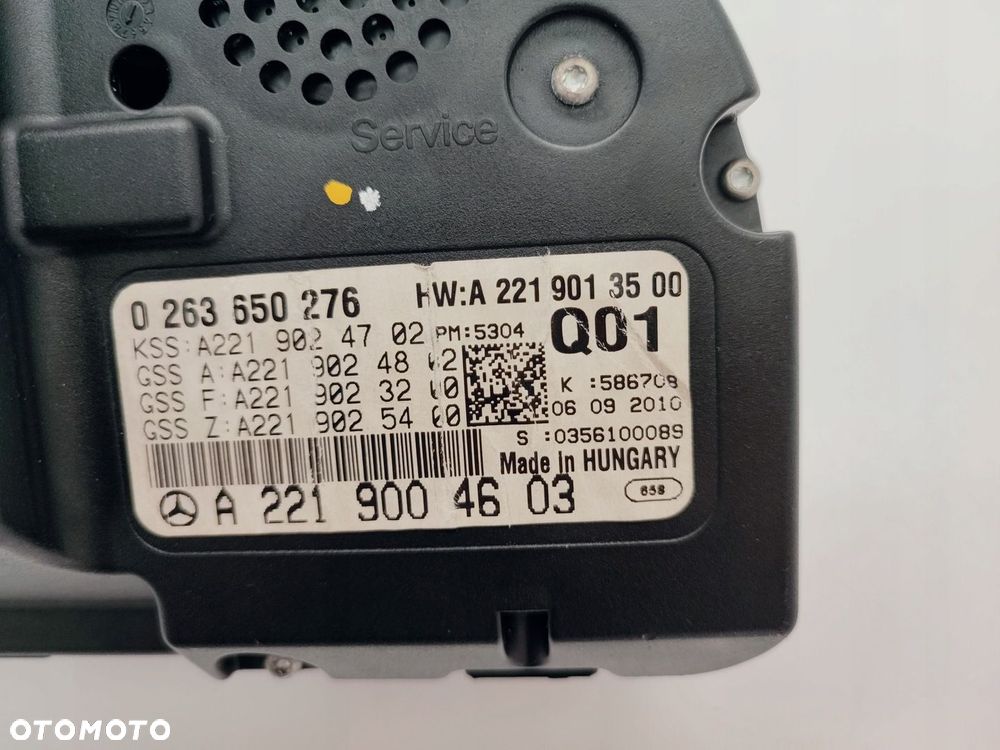 Service
0 263 650 276 HW:A 221 901 35 00
KSS:A221 902 47 02 PM:5304 Q01
GSS A:A221 902 48 02
GSS F:A221 902 32 00 K :586708
GSS Z:A221 902 54 00 06 09 2010
S :0356100089
Made in HUNGARY
A 221 900 46 03 658
OTOMOTO